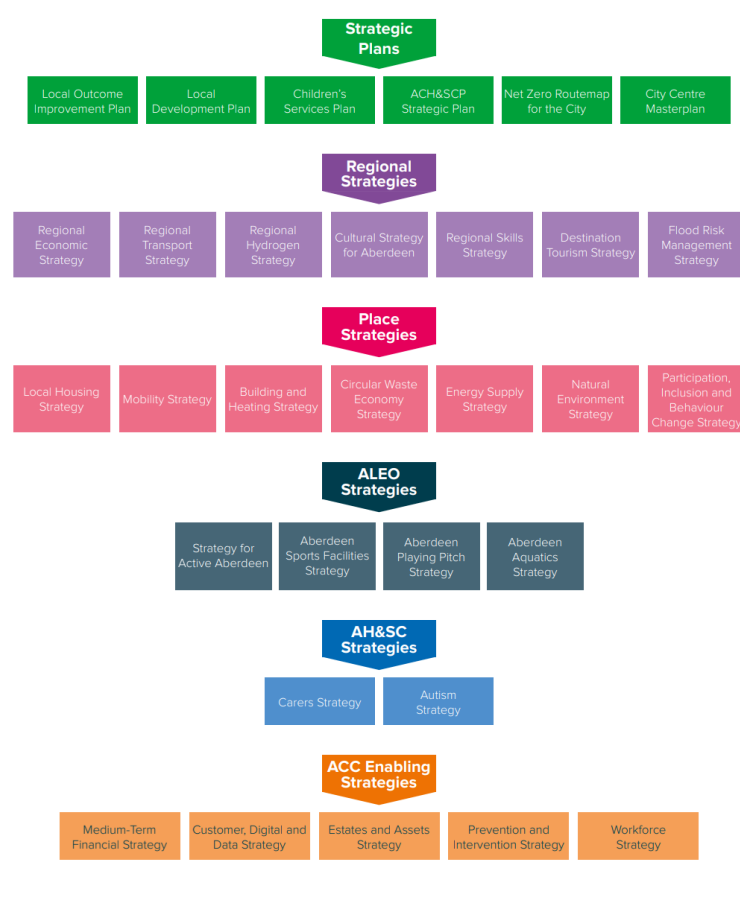 Strategic
Plans
Local Outcome
Improvement Plan
Local
Development Plan
Children's
Services Plan
ACH&SCP
Strategic Plan
Net Zero Routemap
for the City
City Centre
Masterplan
Regional
Strategies
Regional
Economic
Strategy
Regional
Transport
Strategy
Regional
Hydrogen
Strategy
Cultural Strategy
for Aberdeen
Regional Skills
Strategy
Destination
Tourism Strategy
Flood Risk
Management
Strategy
Place
Strategies
Local Housing
Strategy
Mobility Strategy
Building and
Heating Strategy
Circular Waste
Economy
Strategy
Energy Supply
Strategy
Natural
Environment
Strategy
Participation,
Inclusion and
Behaviour
Change Strategy
ALEO
Strategies
Strategy for
Active Aberdeen
Aberdeen
Sports Facilities
Strategy
Aberdeen
Playing Pitch
Strategy
Aberdeen
Aquatics
Strategy
AH&SC
Strategies
Carers Strategy
Autism
Strategy
ACC Enabling
Strategies
Medium-Term
Financial Strategy
Customer, Digital and
Data Strategy
Estates and Assets
Strategy
Prevention and
Intervention Strategy
Workforce
Strategy